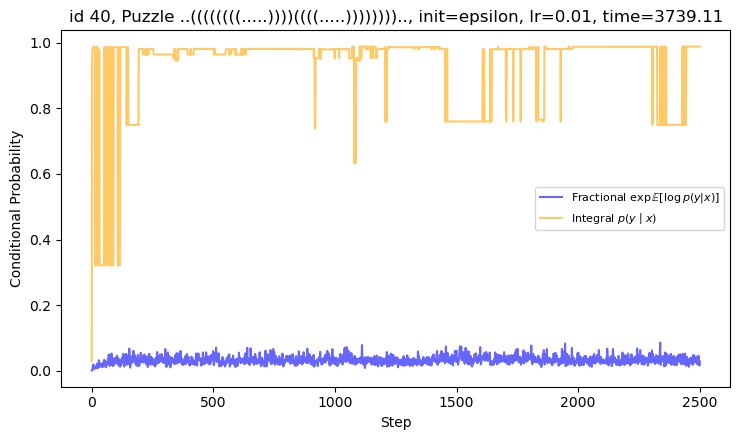 id 40, Puzzle ..((((((((.....))))((((.....)))))))).., init=epsilon, lr=0.01, time=3739.11
1.0
0.8
Fractional exp𝔼[log p(y|x)]
Integral p(y | x)
0.6
0.4
0.2
0.0
Conditional Probability
0
500
1000
1500
2000
2500
Step